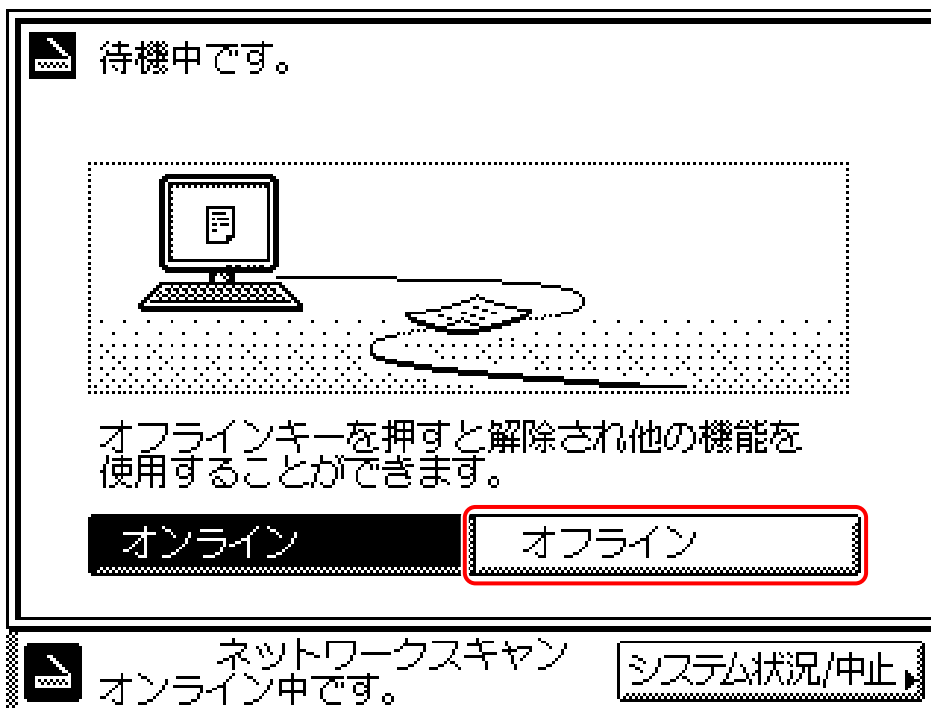 待機中です。
オフラインキーを押すと解除され他の機能を
使用することができます。
オンライン
オフライン
ネットワークスキャン
オンライン中です。
システム状況/中止